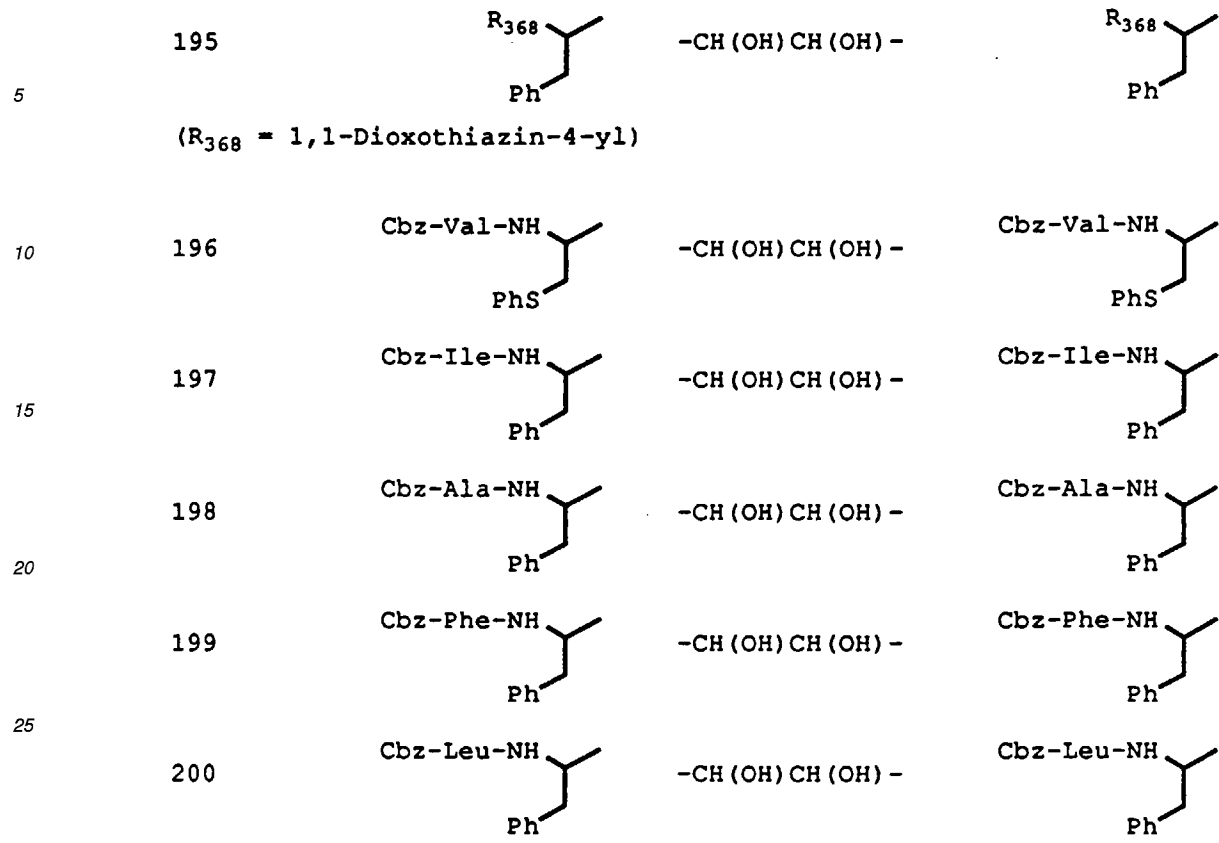 R368 R368
195 -CH(OH)CH(OH)-
5 Ph Ph
(R368 = 1,1-Dioxothiazin-4-yl)
Cbz-Val-NH Cbz-Val-NH
10 196 -CH(OH)CH(OH)-
PhS PhS
Cbz-Ile-NH Cbz-Ile-NH
197 -CH(OH)CH(OH)-
15 Ph Ph
Cbz-Ala-NH Cbz-Ala-NH
198 -CH(OH)CH(OH)-
20 Ph Ph
Cbz-Phe-NH Cbz-Phe-NH
199 -CH(OH)CH(OH)-
Ph Ph
25
Cbz-Leu-NH Cbz-Leu-NH
200 -CH(OH)CH(OH)-
Ph Ph